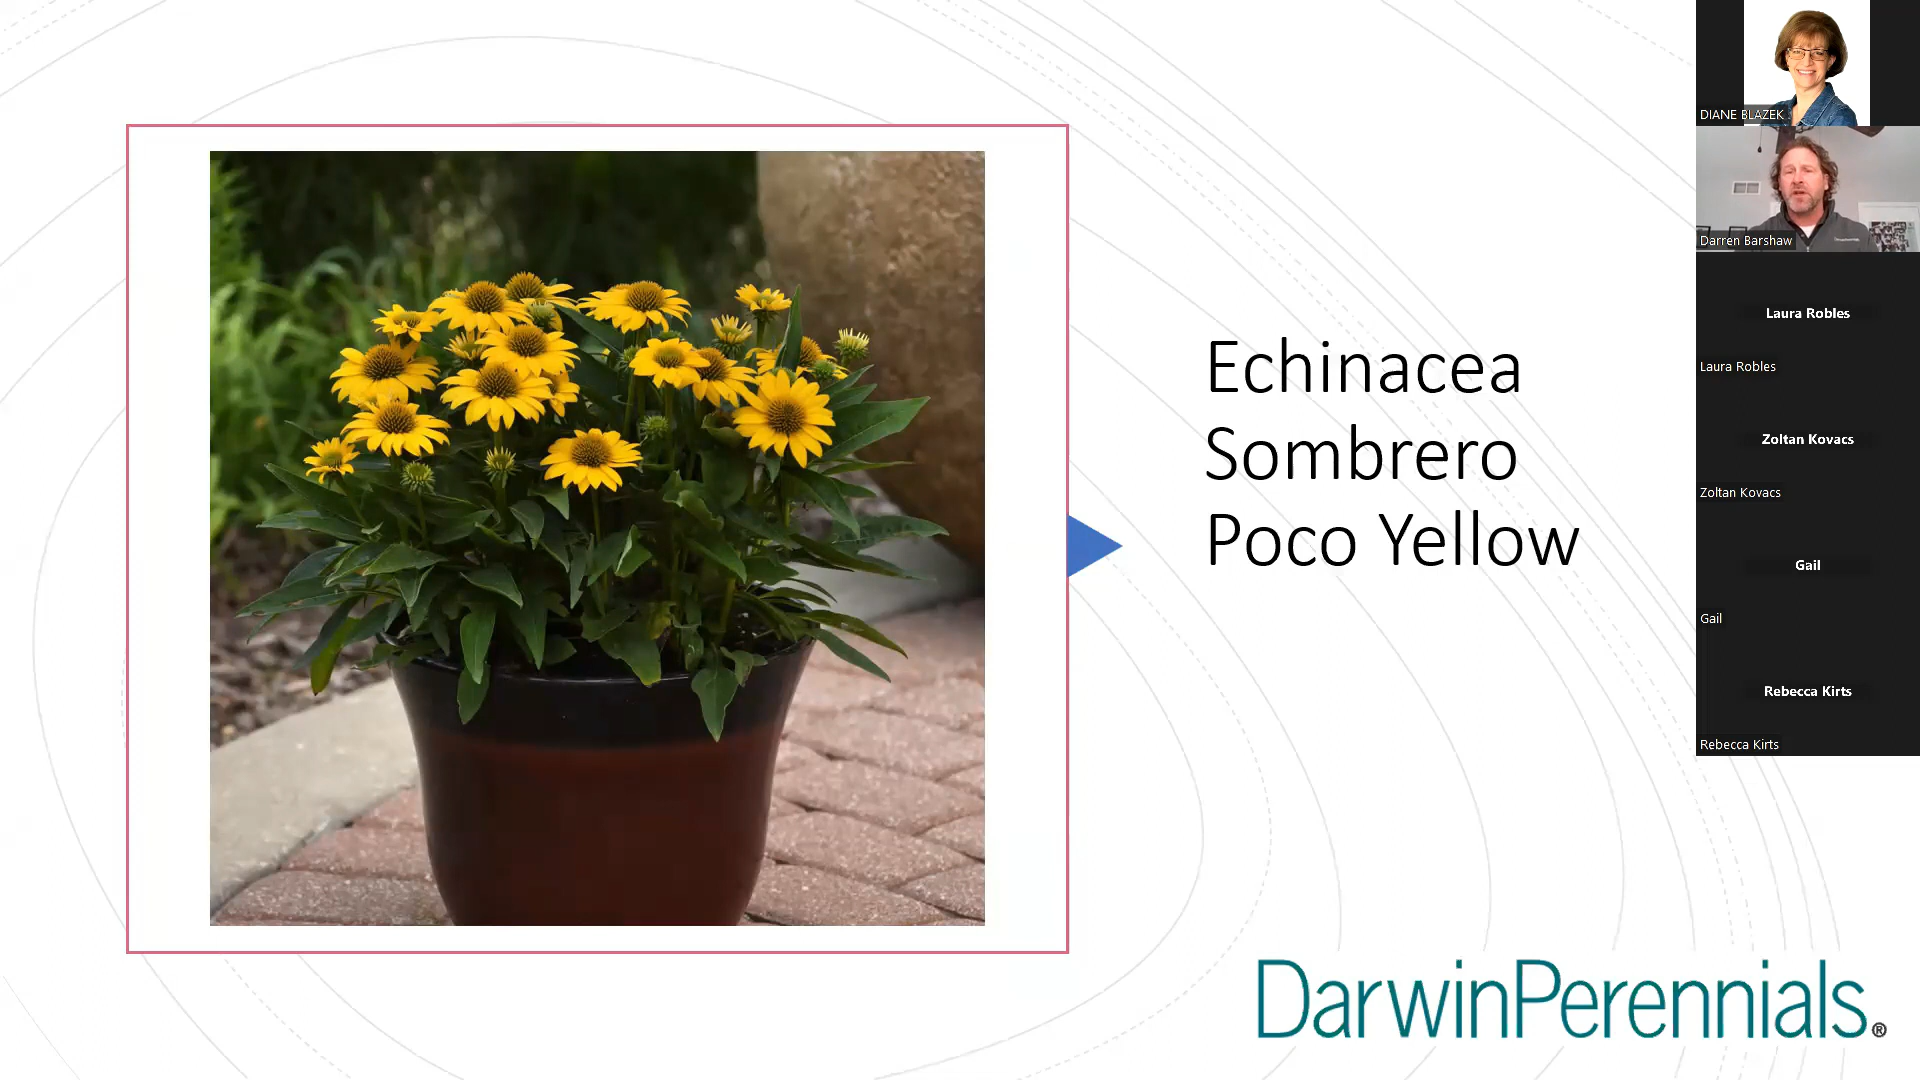 Echinacea
Sombrero
Poco Yellow
DarwinPerennials®
DIANE BLAZEK
Darren Barshaw
Laura Robles
Laura Robles
Zoltan Kovacs
Zoltan Kovacs
Gail
Gail
Rebecca Kirts
Rebecca Kirts